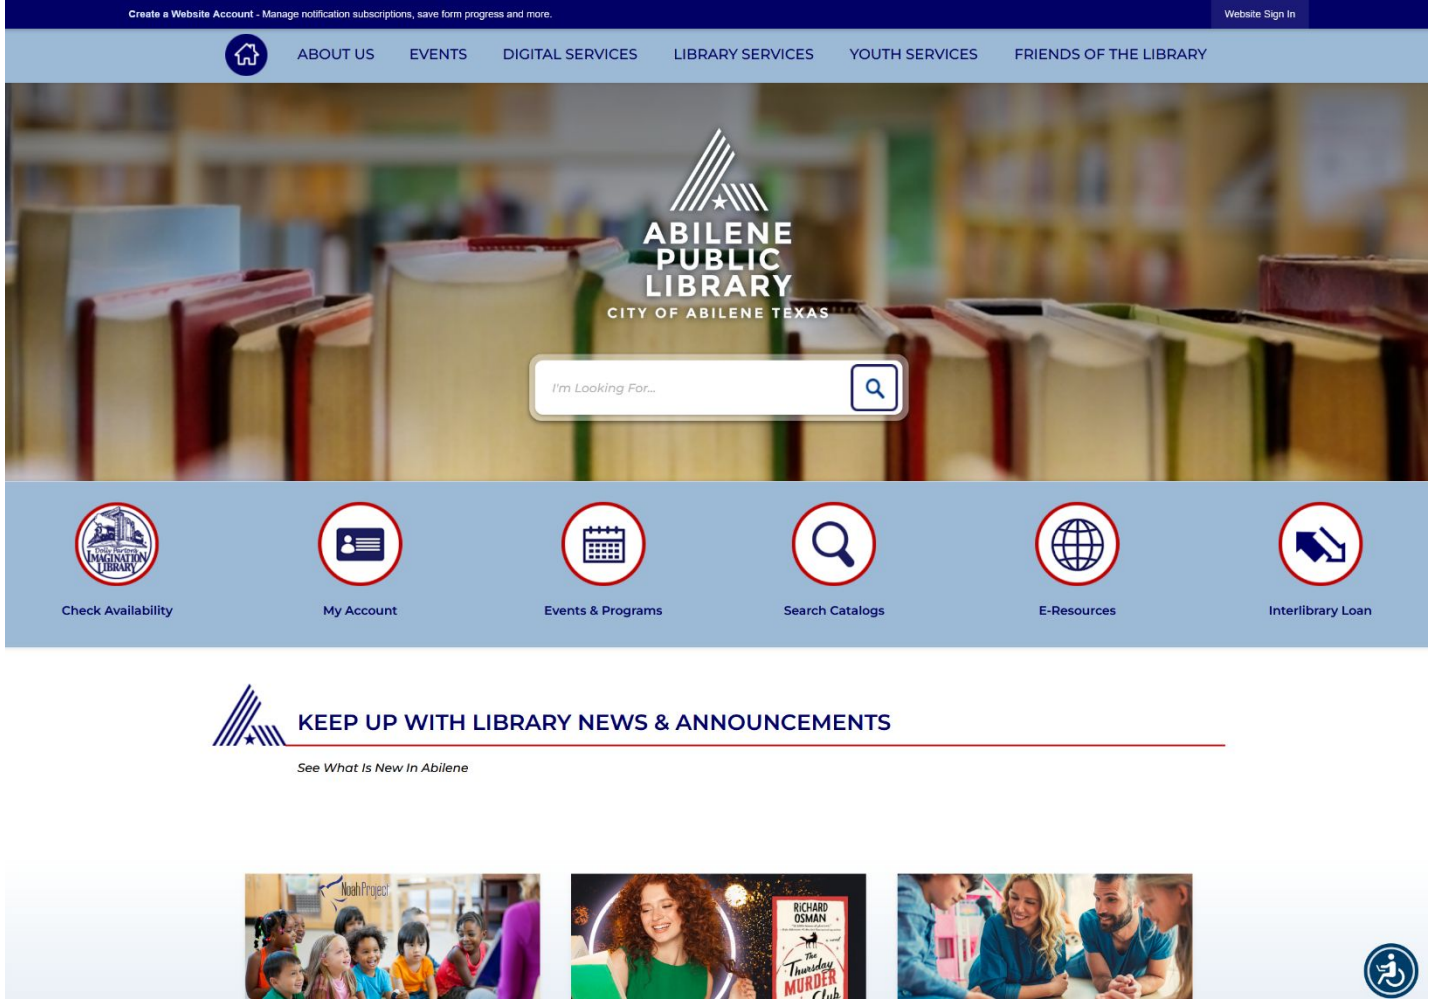 Create a Website Account - Manage notification subscriptions, save form progress and more.
Website Sign In
ABOUT US
EVENTS
DIGITAL SERVICES
LIBRARY SERVICES
YOUTH SERVICES
FRIENDS OF THE LIBRARY
ABILENE
PUBLIC
LIBRARY
CITY OF ABILENE TEXAS
I'm Looking For...
Dolly Parton's
IMAGINATION
LIBRARY
Check Availability
My Account
Events & Programs
Search Catalogs
E-Resources
Interlibrary Loan
KEEP UP WITH LIBRARY NEWS & ANNOUNCEMENTS
See What Is New In Abilene
Noah Project
RICHARD
OSMAN
The
Thursday
MURDER
Club